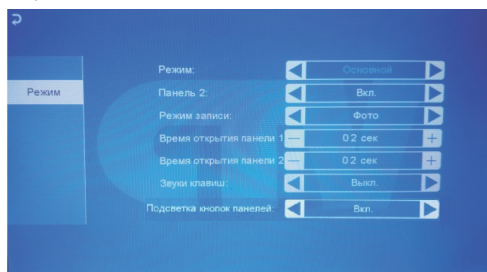 Режим
Режим: Основной
Панель 2: Вкл.
Режим записи: Фото
Время открытия панели 1 — 02 сек +
Время открытия панели 2 — 02 сек +
Звуки клавиш: Выкл.
Подсветка кнопок панелей: Вкл.